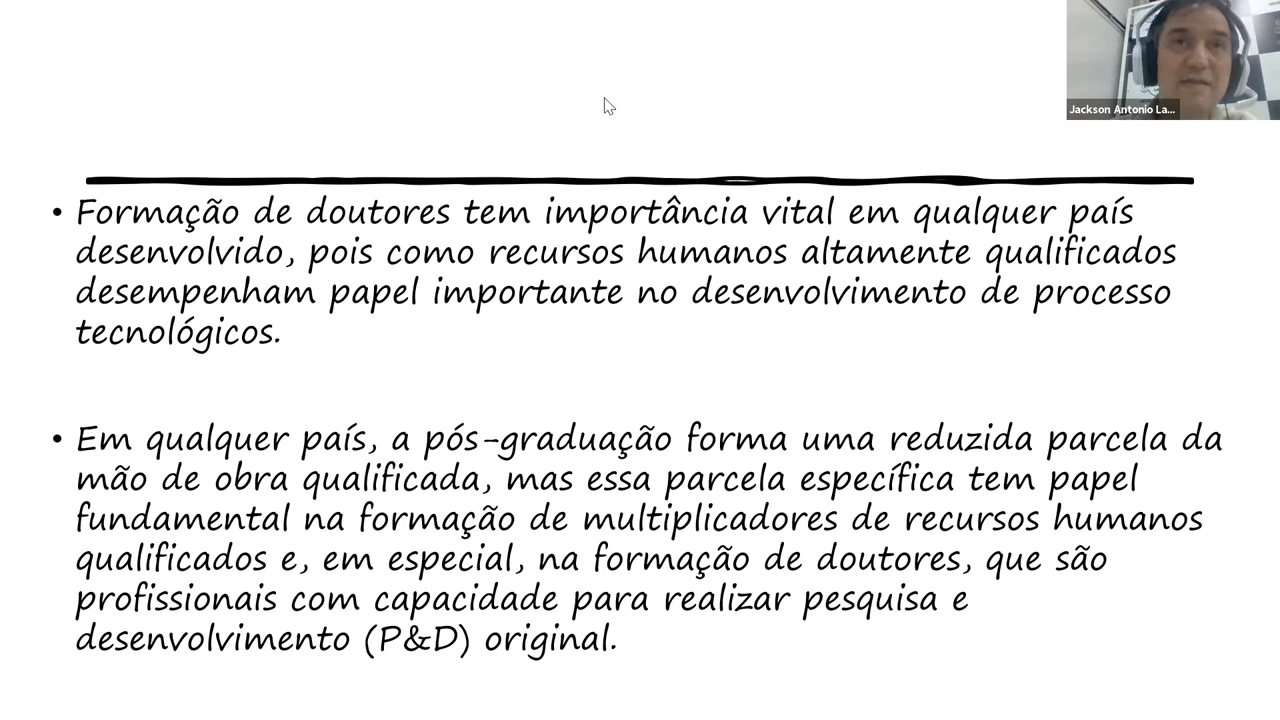 Jackson Antonio La...
• Formação de doutores tem importância vital em qualquer país
desenvolvido, pois como recursos humanos altamente qualificados
desempenham papel importante no desenvolvimento de processo
tecnológicos.
• Em qualquer país, a pós-graduação forma uma reduzida parcela da
mão de obra qualificada, mas essa parcela específica tem papel
fundamental na formação de multiplicadores de recursos humanos
qualificados e, em especial, na formação de doutores, que são
profissionais com capacidade para realizar pesquisa e
desenvolvimento (P&D) original.